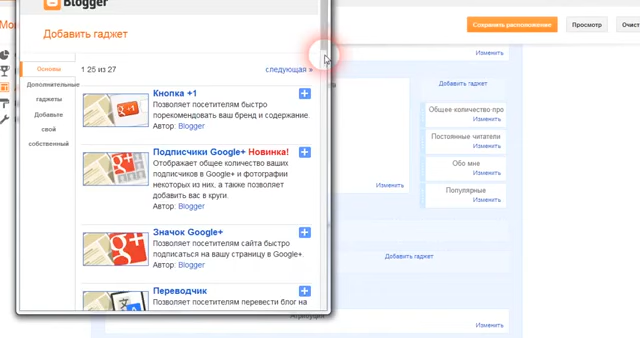 Blogger
Добавить гаджет
Основы
Дополнительные
гаджеты
Добавьте
свой
собственный
1 25 из 27
следующая »
Кнопка +1
Позволяет посетителям быстро
порекомендовать ваш бренд и содержание.
Автор: Blogger
Подписчики Google+ Новинка!
Отображает общее количество ваших
подписчиков в Google+ и фотографии
некоторых из них, а также позволяет
добавить вас в круги.
Автор: Blogger
Значок Google+
Позволяет посетителям сайта быстро
подписаться на вашу страницу в Google+.
Автор: Blogger
Переводчик
Позволяет посетителям перевести блог на
Сохранить расположение
Просмотр
Очист
Изменить
Добавить гаджет
Общее количество про
Изменить
Постоянные читатели
Изменить
Обо мне
Изменить
Популярные
Изменить
Изменить
Добавить гаджет
Атрибуция
Изменить